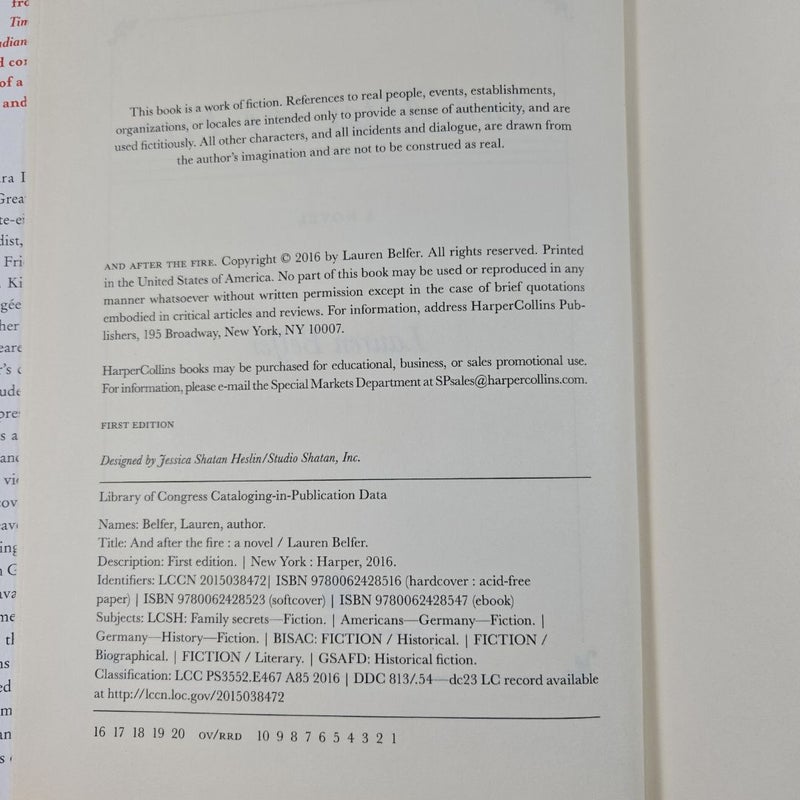 This book is a work of fiction. References to real people, events, establishments,
organizations, or locales are intended only to provide a sense of authenticity, and are
used fictitiously. All other characters, and all incidents and dialogue, are drawn from
the author's imagination and are not to be construed as real.
AND AFTER THE FIRE. Copyright © 2016 by Lauren Belfer. All rights reserved. Printed
in the United States of America. No part of this book may be used or reproduced in any
manner whatsoever without written permission except in the case of brief quotations
embodied in critical articles and reviews. For information, address HarperCollins Pub-
lishers, 195 Broadway, New York, NY 10007.
HarperCollins books may be purchased for educational, business, or sales promotional use.
For information, please e-mail the Special Markets Department at SPsales@harpercollins.com.
FIRST EDITION
Designed by Jessica Shatan Heslin/Studio Shatan, Inc.
Library of Congress Cataloging-in-Publication Data
Names: Belfer, Lauren, author.
Title: And after the fire : a novel / Lauren Belfer.
Description: First edition. | New York : Harper, 2016.
Identifiers: LCCN 2015038472| ISBN 9780062428516 (hardcover : acid-free
paper) | ISBN 9780062428523 (softcover) | ISBN 9780062428547 (ebook)
Subjects: LCSH: Family secrets—Fiction. | Americans—Germany—Fiction. |
Germany—History—Fiction. | BISAC: FICTION / Historical. | FICTION /
Biographical. | FICTION / Literary. | GSAFD: Historical fiction.
Classification: LCC PS3552.E467 A85 2016 | DDC 813/.54—dc23 LC record available
at http://lccn.loc.gov/2015038472
16 17 18 19 20 OV/RRD 10 9 8 7 6 5 4 3 2 1